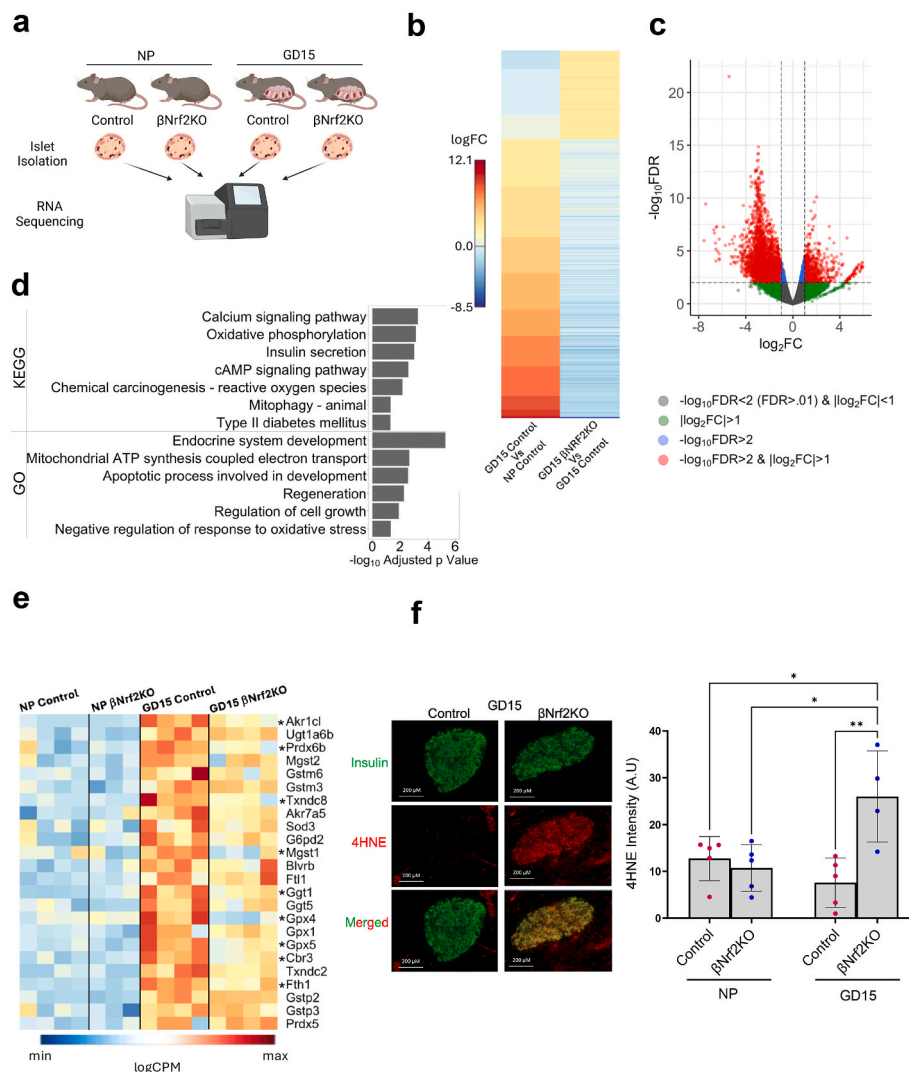 a
NP
GD15
Control
βNrf2KO
Control
βNrf2KO
Islet
Isolation
RNA
Sequencing
b
logFC
12.1
0.0
-8.5
GD15 Control
Vs
NP Control
GD15 βNRF2KO
Vs
GD15 Control
c
-log10FDR
20
15
10
5
0
-8
-4
0
4
log2FC
-log10FDR<2 (FDR>.01) & |log2FC|<1
|log2FC|>1
-log10FDR>2
-log10FDR>2 & |log2FC|>1
d
KEGG
Calcium signaling pathway
Oxidative phosphorylation
Insulin secretion
cAMP signaling pathway
Chemical carcinogenesis - reactive oxygen species
Mitophagy - animal
Type II diabetes mellitus
GO
Endocrine system development
Mitochondrial ATP synthesis coupled electron transport
Apoptotic process involved in development
Regeneration
Regulation of cell growth
Negative regulation of response to oxidative stress
0 2 4 6
-log10 Adjusted p Value
e
NP Control
NP βNrf2KO
GD15 Control
GD15 βNrf2KO
*Akr1cl
Ugt1a6b
*Prdx6b
Mgst2
Gstm6
Gstm3
*Txndc8
Akr7a5
Sod3
G6pd2
*Mgst1
Blvrb
Ftl1
*Ggt1
Ggt5
*Gpx4
Gpx1
*Gpx5
*Cbr3
Txndc2
*Fth1
Gstp2
Gstp3
Prdx5
min
max
logCPM
f
GD15
Control
βNrf2KO
Insulin
200 μM
200 μM
4HNE
200 μM
200 μM
Merged
200 μM
200 μM
4HNE Intensity (A.U)
40
30
20
10
0
*
*
**
Control
βNrf2KO
Control
βNrf2KO
NP
GD15